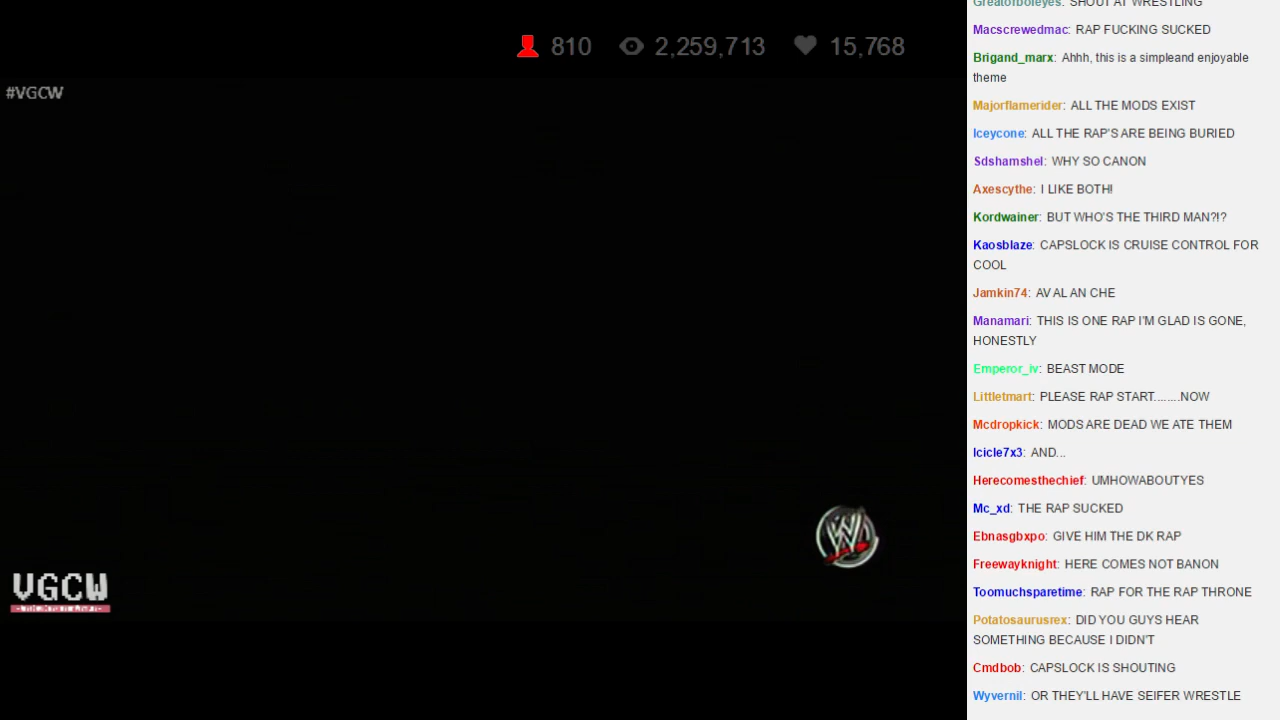 810 2,259,713 15,768
#VGCW
VGCW
Greatofboleyes: SHOUT AT WRESTLING
Macscrewedmac: RAP FUCKING SUCKED
Brigand_marx: Ahhh, this is a simpleand enjoyable
theme
Majorflamerider: ALL THE MODS EXIST
Iceycone: ALL THE RAP'S ARE BEING BURIED
Sdshamshel: WHY SO CANON
Axescythe: I LIKE BOTH!
Kordwainer: BUT WHO'S THE THIRD MAN?!?
Kaosblaze: CAPSLOCK IS CRUISE CONTROL FOR
COOL
Jamkin74: AV AL AN CHE
Manamari: THIS IS ONE RAP I'M GLAD IS GONE,
HONESTLY
Emperor_iv: BEAST MODE
Littletmart: PLEASE RAP START........NOW
Mcdropkick: MODS ARE DEAD WE ATE THEM
Icicle7x3: AND...
Herecomesthechief: UMHOWABOUTYES
Mc_xd: THE RAP SUCKED
Ebnasgbxpo: GIVE HIM THE DK RAP
Freewayknight: HERE COMES NOT BANON
Toomuchsparetime: RAP FOR THE RAP THRONE
Potatosaurusrex: DID YOU GUYS HEAR
SOMETHING BECAUSE I DIDN'T
Cmdbob: CAPSLOCK IS SHOUTING
Wyvernil: OR THEY'LL HAVE SEIFER WRESTLE